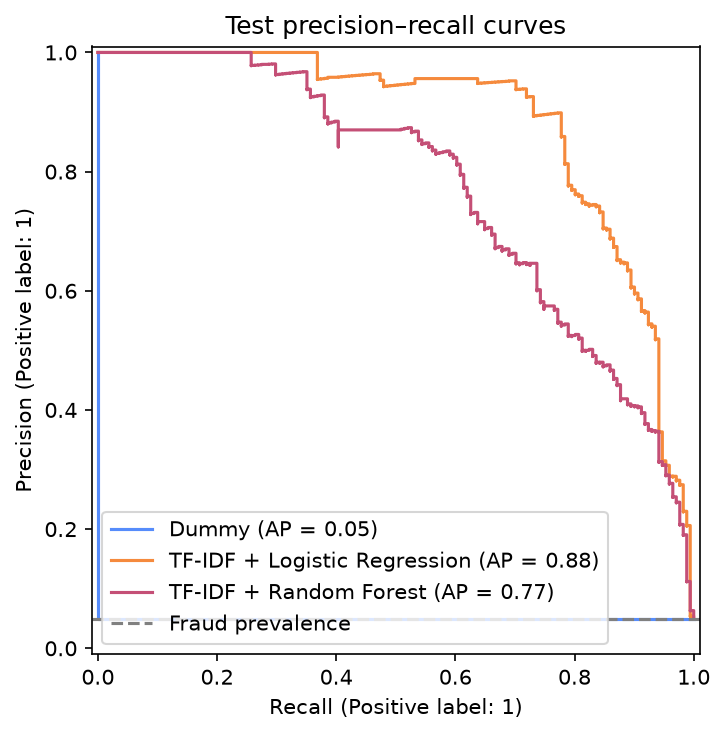 Test precision–recall curves
Precision (Positive label: 1)
1.0
0.8
0.6
0.4
0.2
0.0
Dummy (AP = 0.05)
TF-IDF + Logistic Regression (AP = 0.88)
TF-IDF + Random Forest (AP = 0.77)
Fraud prevalence
0.0 0.2 0.4 0.6 0.8 1.0
Recall (Positive label: 1)